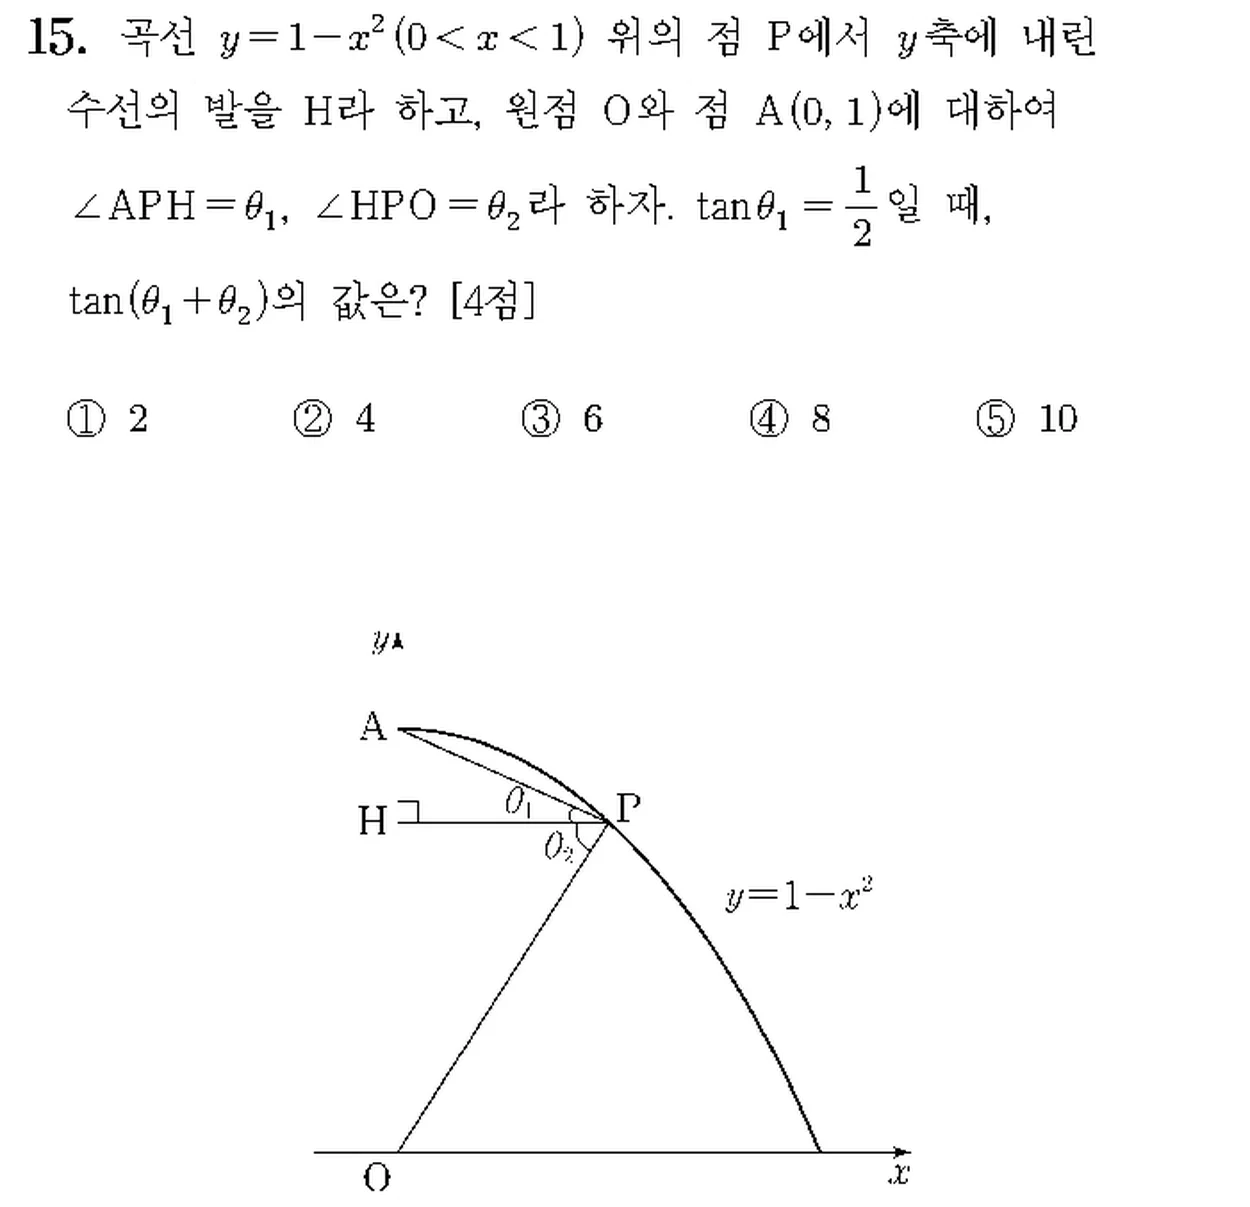 15. 곡선 y=1-x²(0<x<1) 위의 점 P에서 y축에 내린
수선의 발을 H라 하고, 원점 O와 점 A(0, 1)에 대하여
∠APH=θ₁, ∠HPO=θ₂라 하자. tanθ₁=1/2일 때,
tan(θ₁+θ₂)의 값은? [4점]
① 2 ② 4 ③ 6 ④ 8 ⑤ 10
y
A
θ₁ P
H
θ₂
y=1-x²
O x